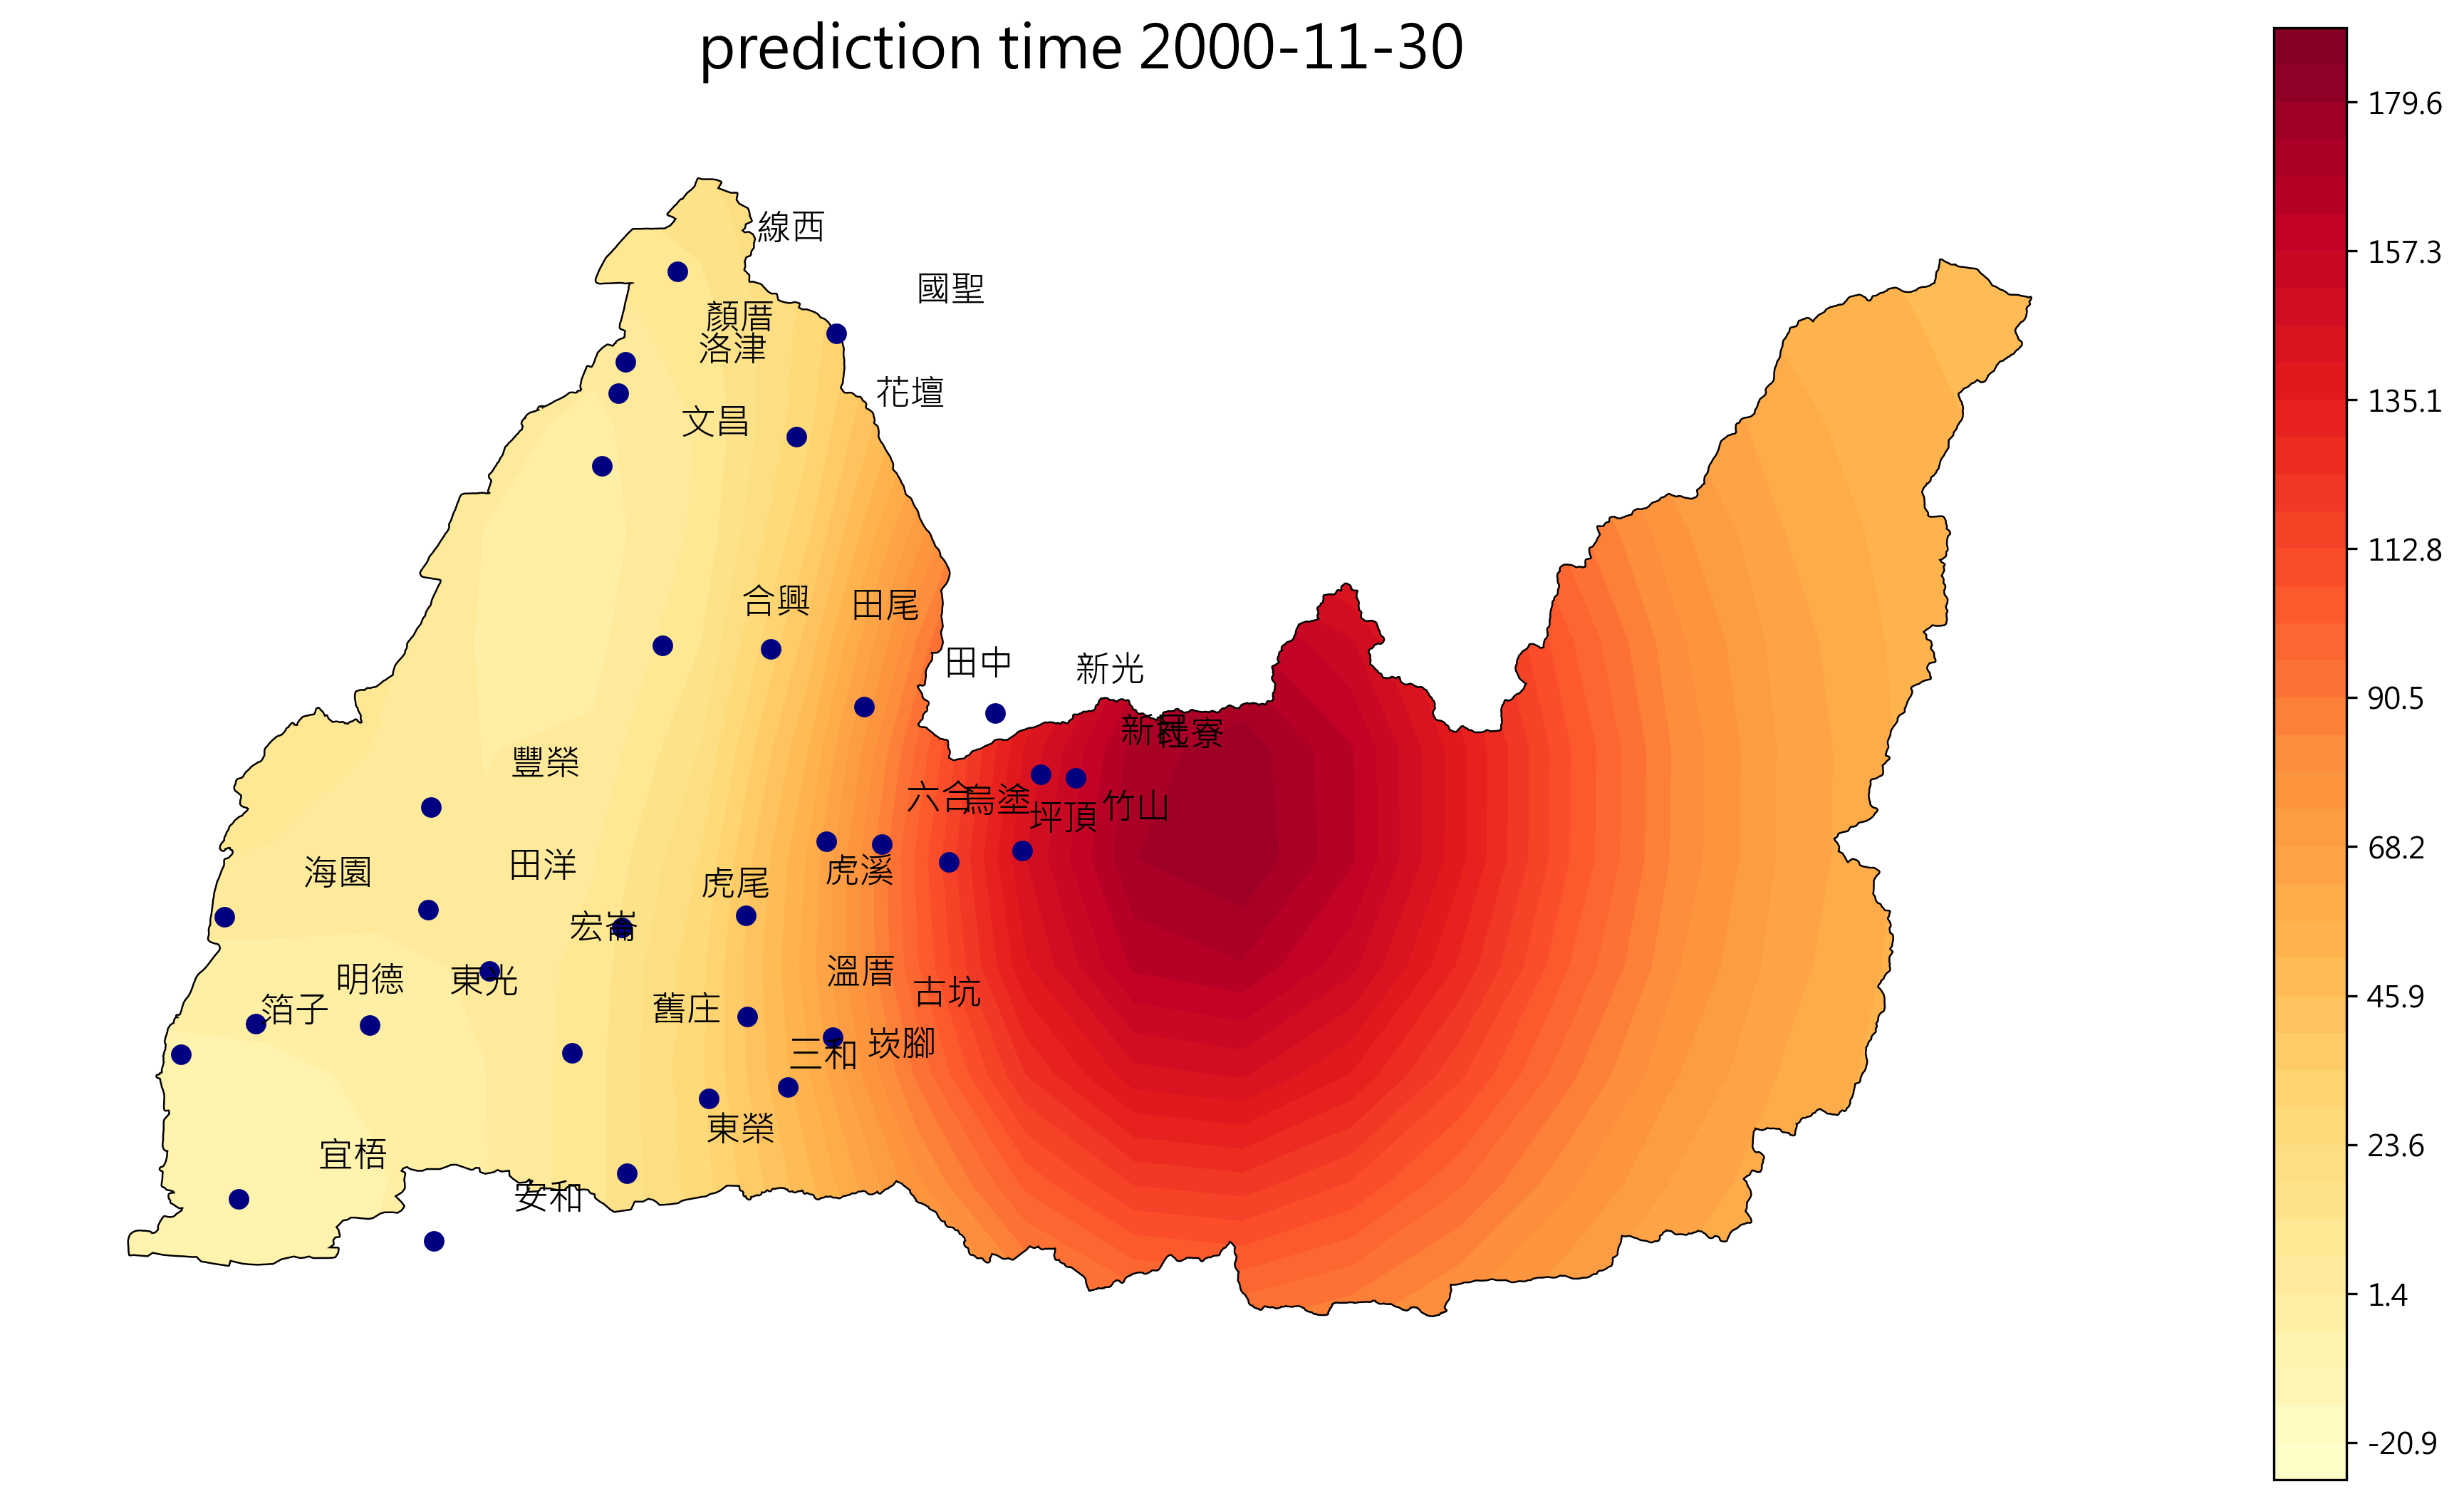 prediction time 2000-11-30
線西
國聖
顏厝
洛津
花壇
文昌
合興
田尾
田中
新光
新民
社寮
豐榮
六合
烏塗
坪頂
竹山
海園
田洋
虎尾
虎溪
宏崙
明德
東光
溫厝
古坑
箔子
舊庄
三和
崁腳
東榮
宜梧
安和
179.6
157.3
135.1
112.8
90.5
68.2
45.9
23.6
1.4
-20.9